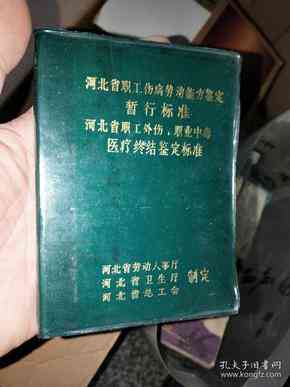 河北省职工伤病劳动能力鉴定
暂行标准
河北省职工外伤，职业中毒
医疗终结鉴定标准
河北省劳动人事厅
河北省卫生厅 制定
河北省总工会
孔夫子旧书网